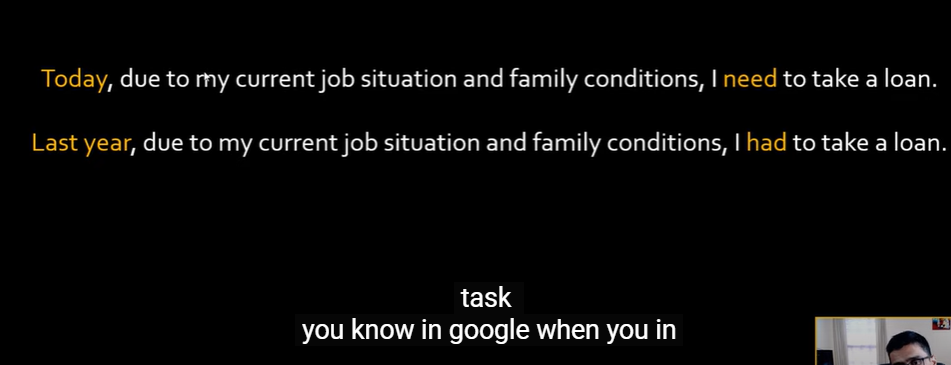 Today, due to my current job situation and family conditions, I need to take a loan.
Last year, due to my current job situation and family conditions, I had to take a loan.
task
you know in google when you in